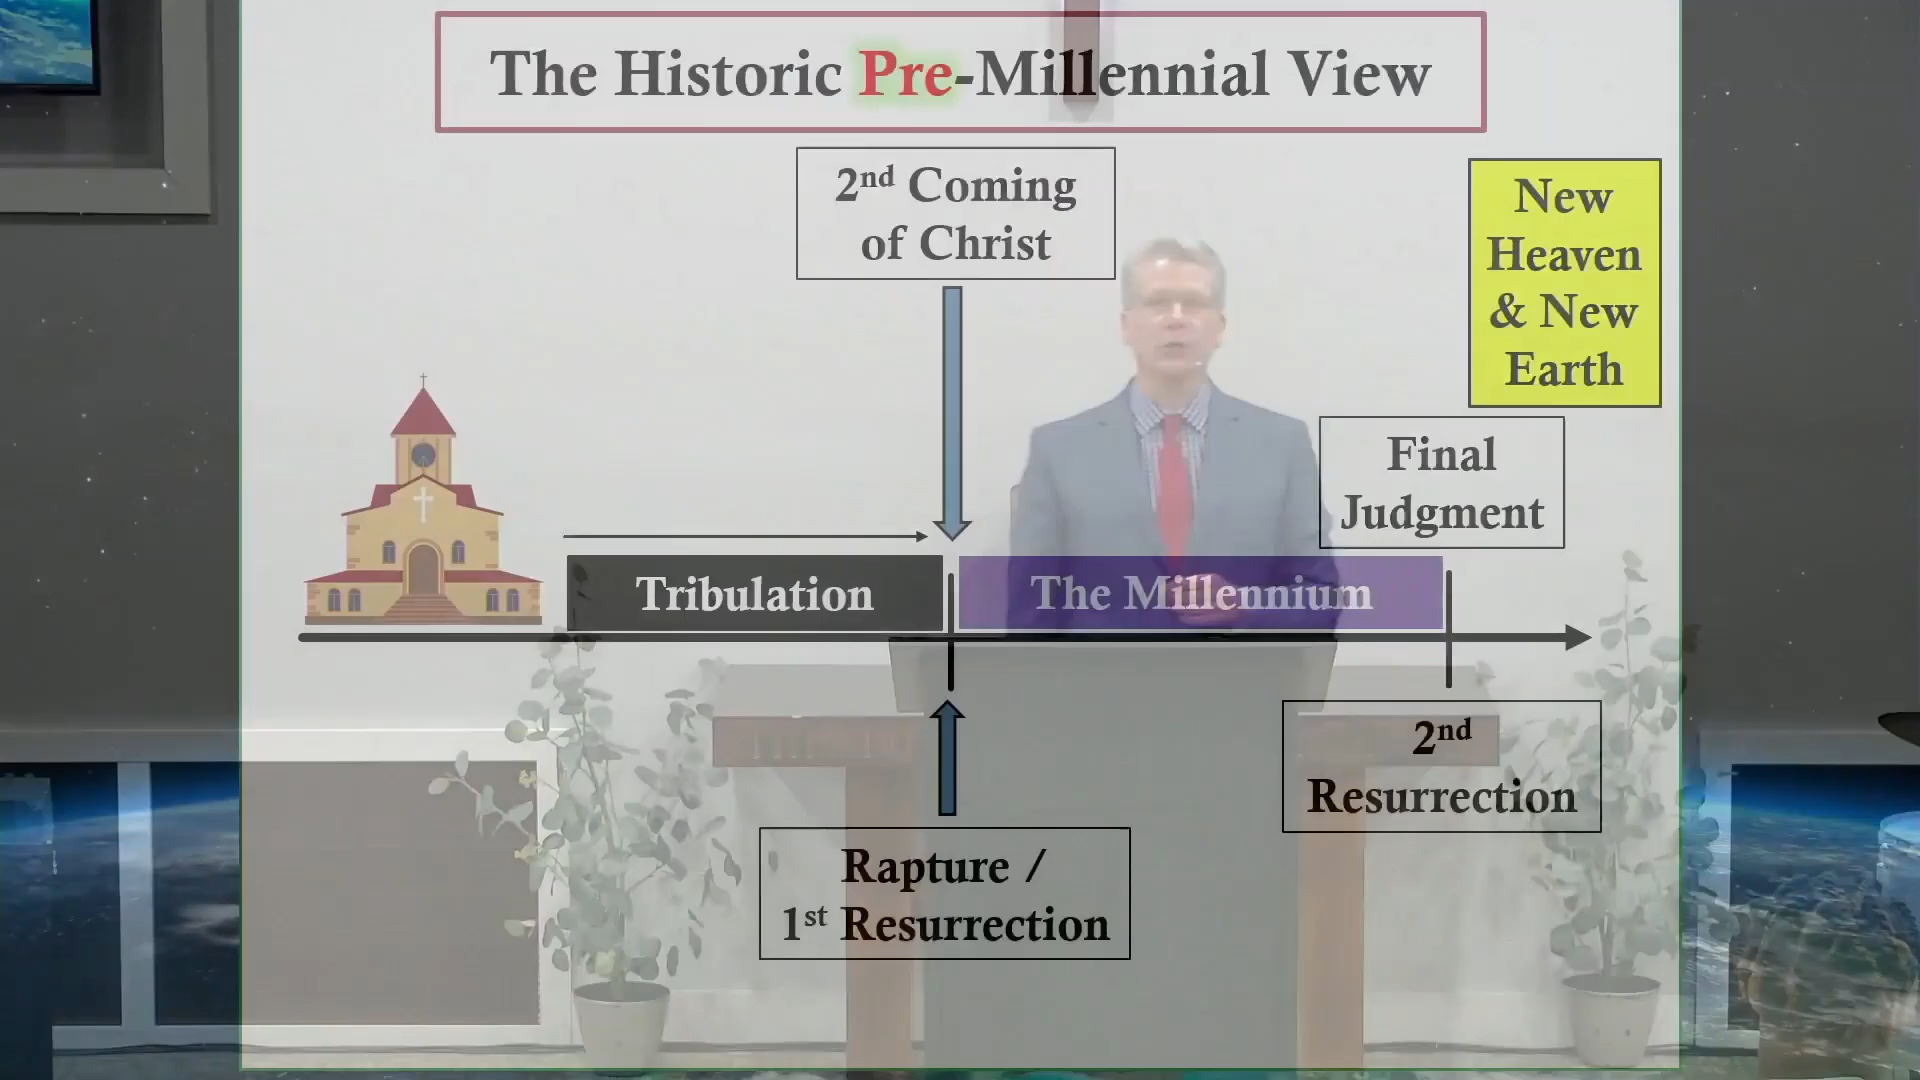 The Historic Pre-Millennial View
2nd Coming
of Christ
New
Heaven
& New
Earth
Final
Judgment
Tribulation
The Millennium
2nd
Resurrection
Rapture /
1st Resurrection